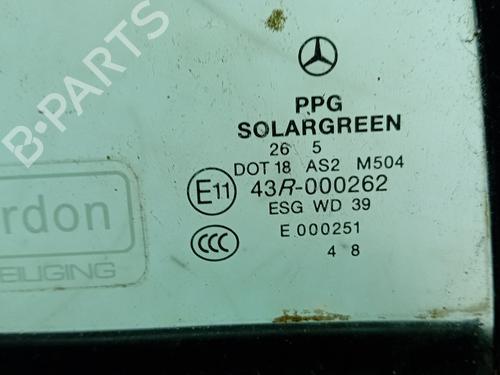 B-PARTS
PPG
SOLARGREEN
26 5
DOT 18 AS2 M504
E11 43R-000262
ESG WD 39
CCC E 000251
4 8
rdon
EILIGING